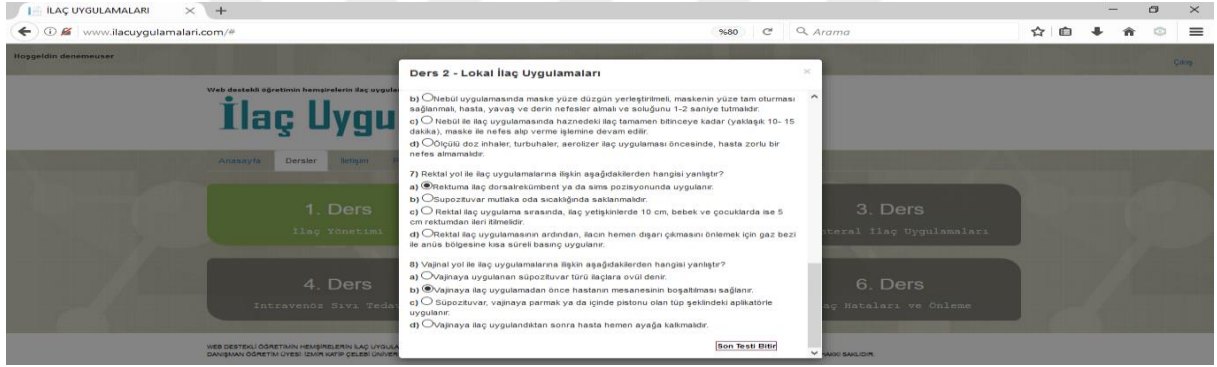 İLAÇ UYGULAMALARI
www.ilacuygulamalari.com/#
%80
Arama
Hoşgeldin denemeuser
Çıkış
Web destekli öğretimin hemşirelerin ilaç uygula
İlaç Uygu
Anasayfa Dersler İletişim
1. Ders
İlaç Yönetimi
4. Ders
Intravenöz Sıvı Teda
3. Ders
teral İlaç Uygulamaları
6. Ders
aç Hataları ve Önleme
Ders 2 - Lokal İlaç Uygulamaları
b) Nebül uygulamasında maske yüze düzgün yerleştirilmeli, maskenin yüze tam oturması
sağlanmalı, hasta, yavaş ve derin nefesler almalı ve soluğunu 1-2 saniye tutmalıdır.
c) Nebül ile ilaç uygulamasında haznedeki ilaç tamamen bitinceye kadar (yaklaşık 10- 15
dakika), maske ile nefes alıp verme işlemine devam edilir.
d) Ölçülü doz inhaler, turbuhaler, aerolizer ilaç uygulaması öncesinde, hasta zorlu bir
nefes almamalıdır.
7) Rektal yol ile ilaç uygulamalarına ilişkin aşağıdakilerden hangisi yanlıştır?
a) Rektuma ilaç dorsalrekümbent ya da sims pozisyonunda uygulanır.
b) Supozituvar mutlaka oda sıcaklığında saklanmalıdır.
c) Rektal ilaç uygulama sırasında, ilaç yetişkinlerde 10 cm, bebek ve çocuklarda ise 5
cm rektumdan ileri itilmelidir.
d) Rektal ilaç uygulamasının ardından, ilacın hemen dışarı çıkmasını önlemek için gaz bezi
ile anüs bölgesine kısa süreli basınç uygulanır.
8) Vajinal yol ile ilaç uygulamalarına ilişkin aşağıdakilerden hangisi yanlıştır?
a) Vajinaya uygulanan süpozituvar türü ilaçlara ovül denir.
b) Vajinaya ilaç uygulamadan önce hastanın mesanesinin boşaltılması sağlanır.
c) Süpozituvar, vajinaya parmak ya da içinde pistonu olan tüp şeklindeki aplikatörle
uygulanır.
d) Vajinaya ilaç uygulandıktan sonra hasta hemen ayağa kalkmalıdır.
Son Testi Bitir
WEB DESTEKLİ ÖĞRETİMİN HEMŞİRELERİN İLAÇ UYGULA
DANIŞMAN ÖĞRETİM ÜYESİ: İZMİR KATİP ÇELEBİ ÜNİVER
HAKKI SAKLIDIR.